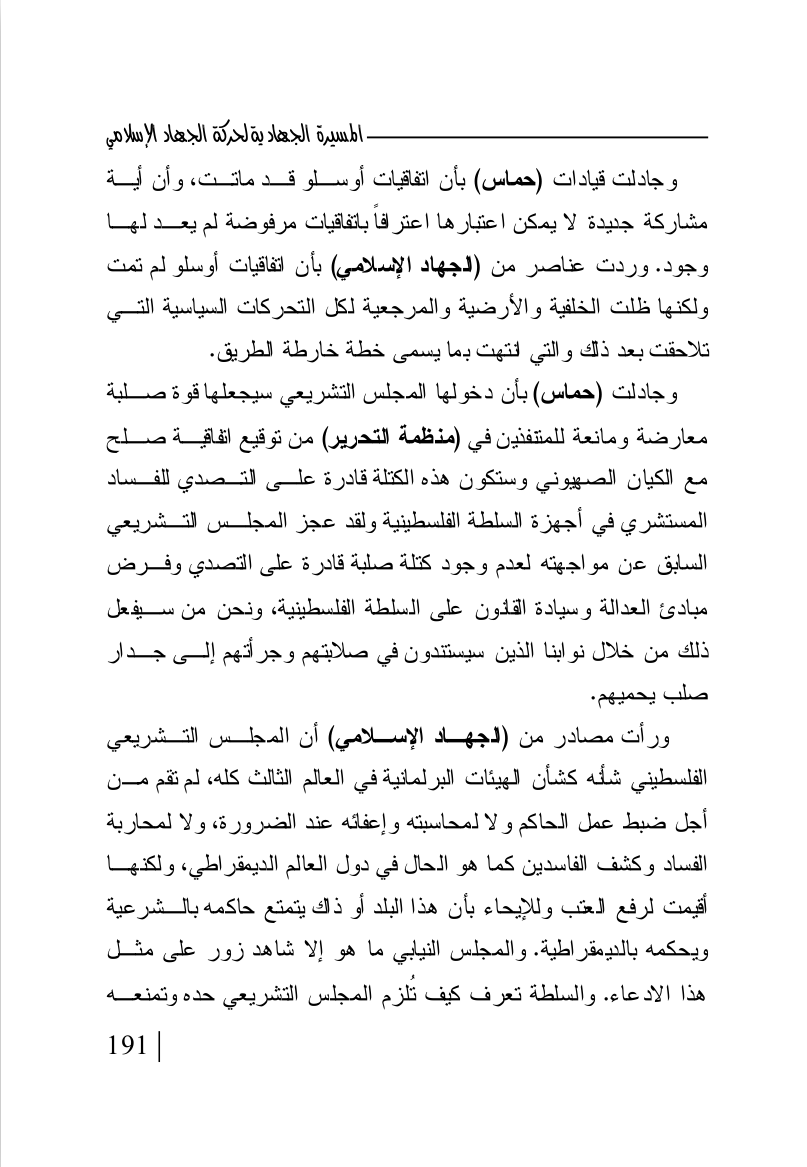 المسيرة الجهادية لحركة الجهاد الإسلامي
وجادلت قيادات (حماس) بأن اتفاقيات أوسلو قد ماتت، وأن أية
مشاركة جديدة لا يمكن اعتبارها اعترافاً باتفاقيات مرفوضة لم يعد لها
وجود. وردت عناصر من (الجهاد الإسلامي) بأن اتفاقيات أوسلو لم تمت
ولكنها ظلت الخلفية والأرضية والمرجعية لكل التحركات السياسية التي
تلاحقت بعد ذلك والتي انتهت بما يسمى خطة خارطة الطريق.
وجادلت (حماس) بأن دخولها المجلس التشريعي سيجعلها قوة صلبة
معارضة ومانعة للمتنفذين في (منظمة التحرير) من توقيع اتفاقية صلح
مع الكيان الصهيوني وستكون هذه الكتلة قادرة على التصدي للفساد
المستشري في أجهزة السلطة الفلسطينية ولقد عجز المجلس التشريعي
السابق عن مواجهته لعدم وجود كتلة صلبة قادرة على التصدي وفرض
مبادئ العدالة وسيادة القانون على السلطة الفلسطينية، ونحن من سيفعل
ذلك من خلال نوابنا الذين سيستندون في صلابتهم وجرأتهم إلى جدار
صلب يحميهم.
ورأت مصادر من (الجهاد الإسلامي) أن المجلس التشريعي
الفلسطيني شأنه كشأن الهيئات البرلمانية في العالم الثالث كله، لم تقم من
أجل ضبط عمل الحاكم ولا لمحاسبته وإعفائه عند الضرورة، ولا لمحاربة
الفساد وكشف الفاسدين كما هو الحال في دول العالم الديمقراطي، ولكنها
أقيمت لرفع العتب وللإيحاء بأن هذا البلد أو ذاك يتمتع حاكمه بالشرعية
ويحكمه بالديمقراطية. والمجلس النيابي ما هو إلا شاهد زور على مثل
هذا الادعاء. والسلطة تعرف كيف تُلزم المجلس التشريعي حده وتمنعه
191